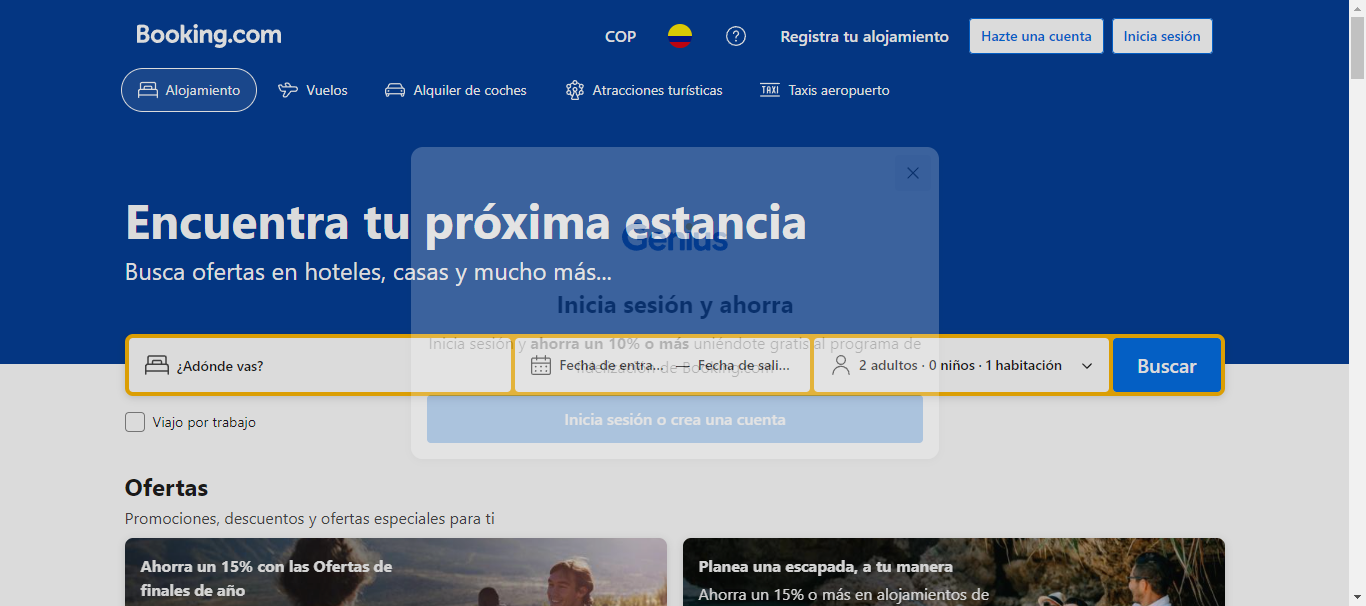 Booking.com
COP
Registra tu alojamiento
Hazte una cuenta
Inicia sesión
Alojamiento
Vuelos
Alquiler de coches
Atracciones turísticas
TAXI
Taxis aeropuerto
Encuentra tu próxima estancia
Genius
Busca ofertas en hoteles, casas y mucho más...
Inicia sesión y ahorra
Inicia sesión y ahorra un 10% o más uniéndote gratis al programa de
fidelización de Booking.com
¿Adónde vas?
Fecha de entra... — Fecha de sali...
2 adultos · 0 niños · 1 habitación
Buscar
Viajo por trabajo
Inicia sesión o crea una cuenta
Ofertas
Promociones, descuentos y ofertas especiales para ti
Ahorra un 15% con las Ofertas de
finales de año
Planea una escapada, a tu manera
Ahorra un 15% o más en alojamientos de